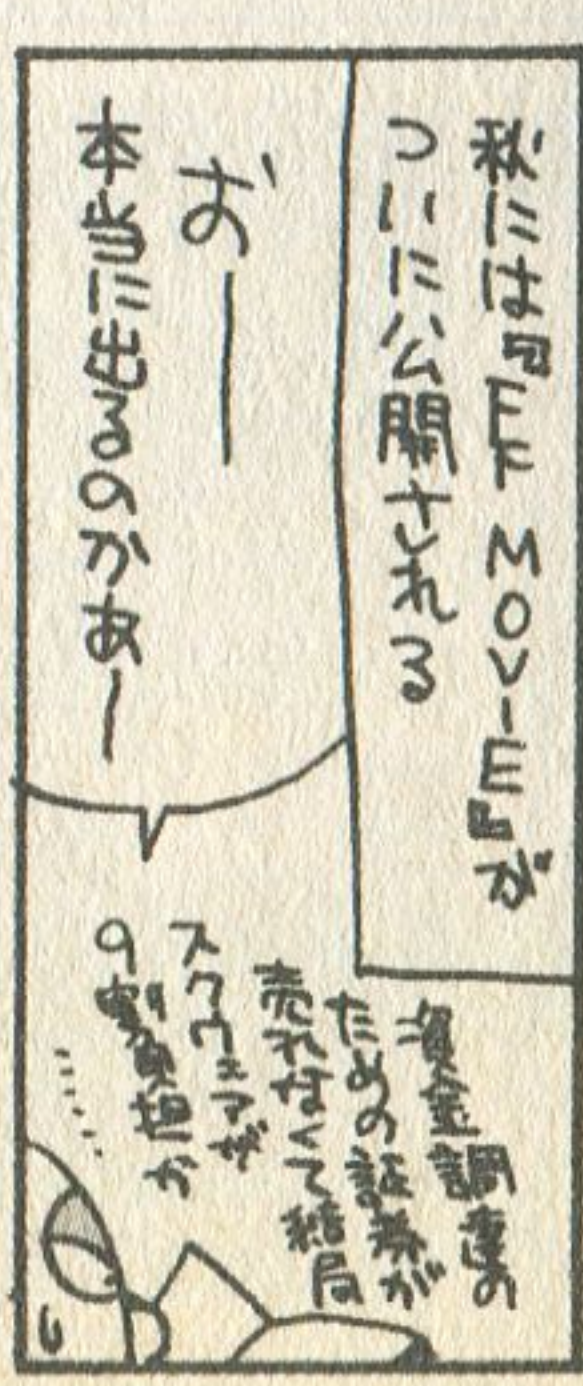 秋には『FF MOVIE』が
ついに公開される
おー
本当に出るのかあー
資金調達の
ための証券が
売れなくて結局
スクウェアが
9割負担か
……